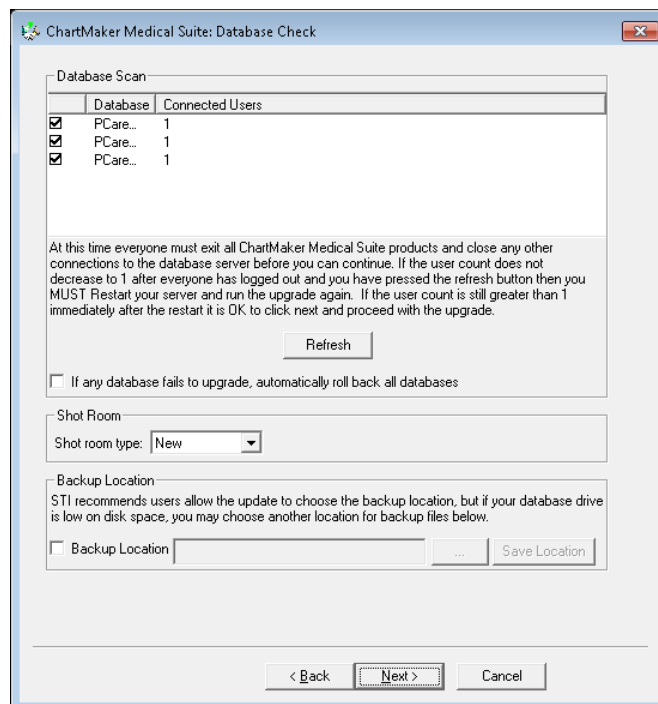 ChartMaker Medical Suite: Database Check
Database Scan
Database Connected Users
PCare... 1
PCare... 1
PCare... 1
At this time everyone must exit all ChartMaker Medical Suite products and close any other
connections to the database server before you can continue. If the user count does not
decrease to 1 after everyone has logged out and you have pressed the refresh button then you
MUST Restart your server and run the upgrade again. If the user count is still greater than 1
immediately after the restart it is OK to click next and proceed with the upgrade.
Refresh
If any database fails to upgrade, automatically roll back all databases
Shot Room
Shot room type: New
Backup Location
STI recommends users allow the update to choose the backup location, but if your database drive
is low on disk space, you may choose another location for backup files below.
Backup Location ... Save Location
< Back Next > Cancel